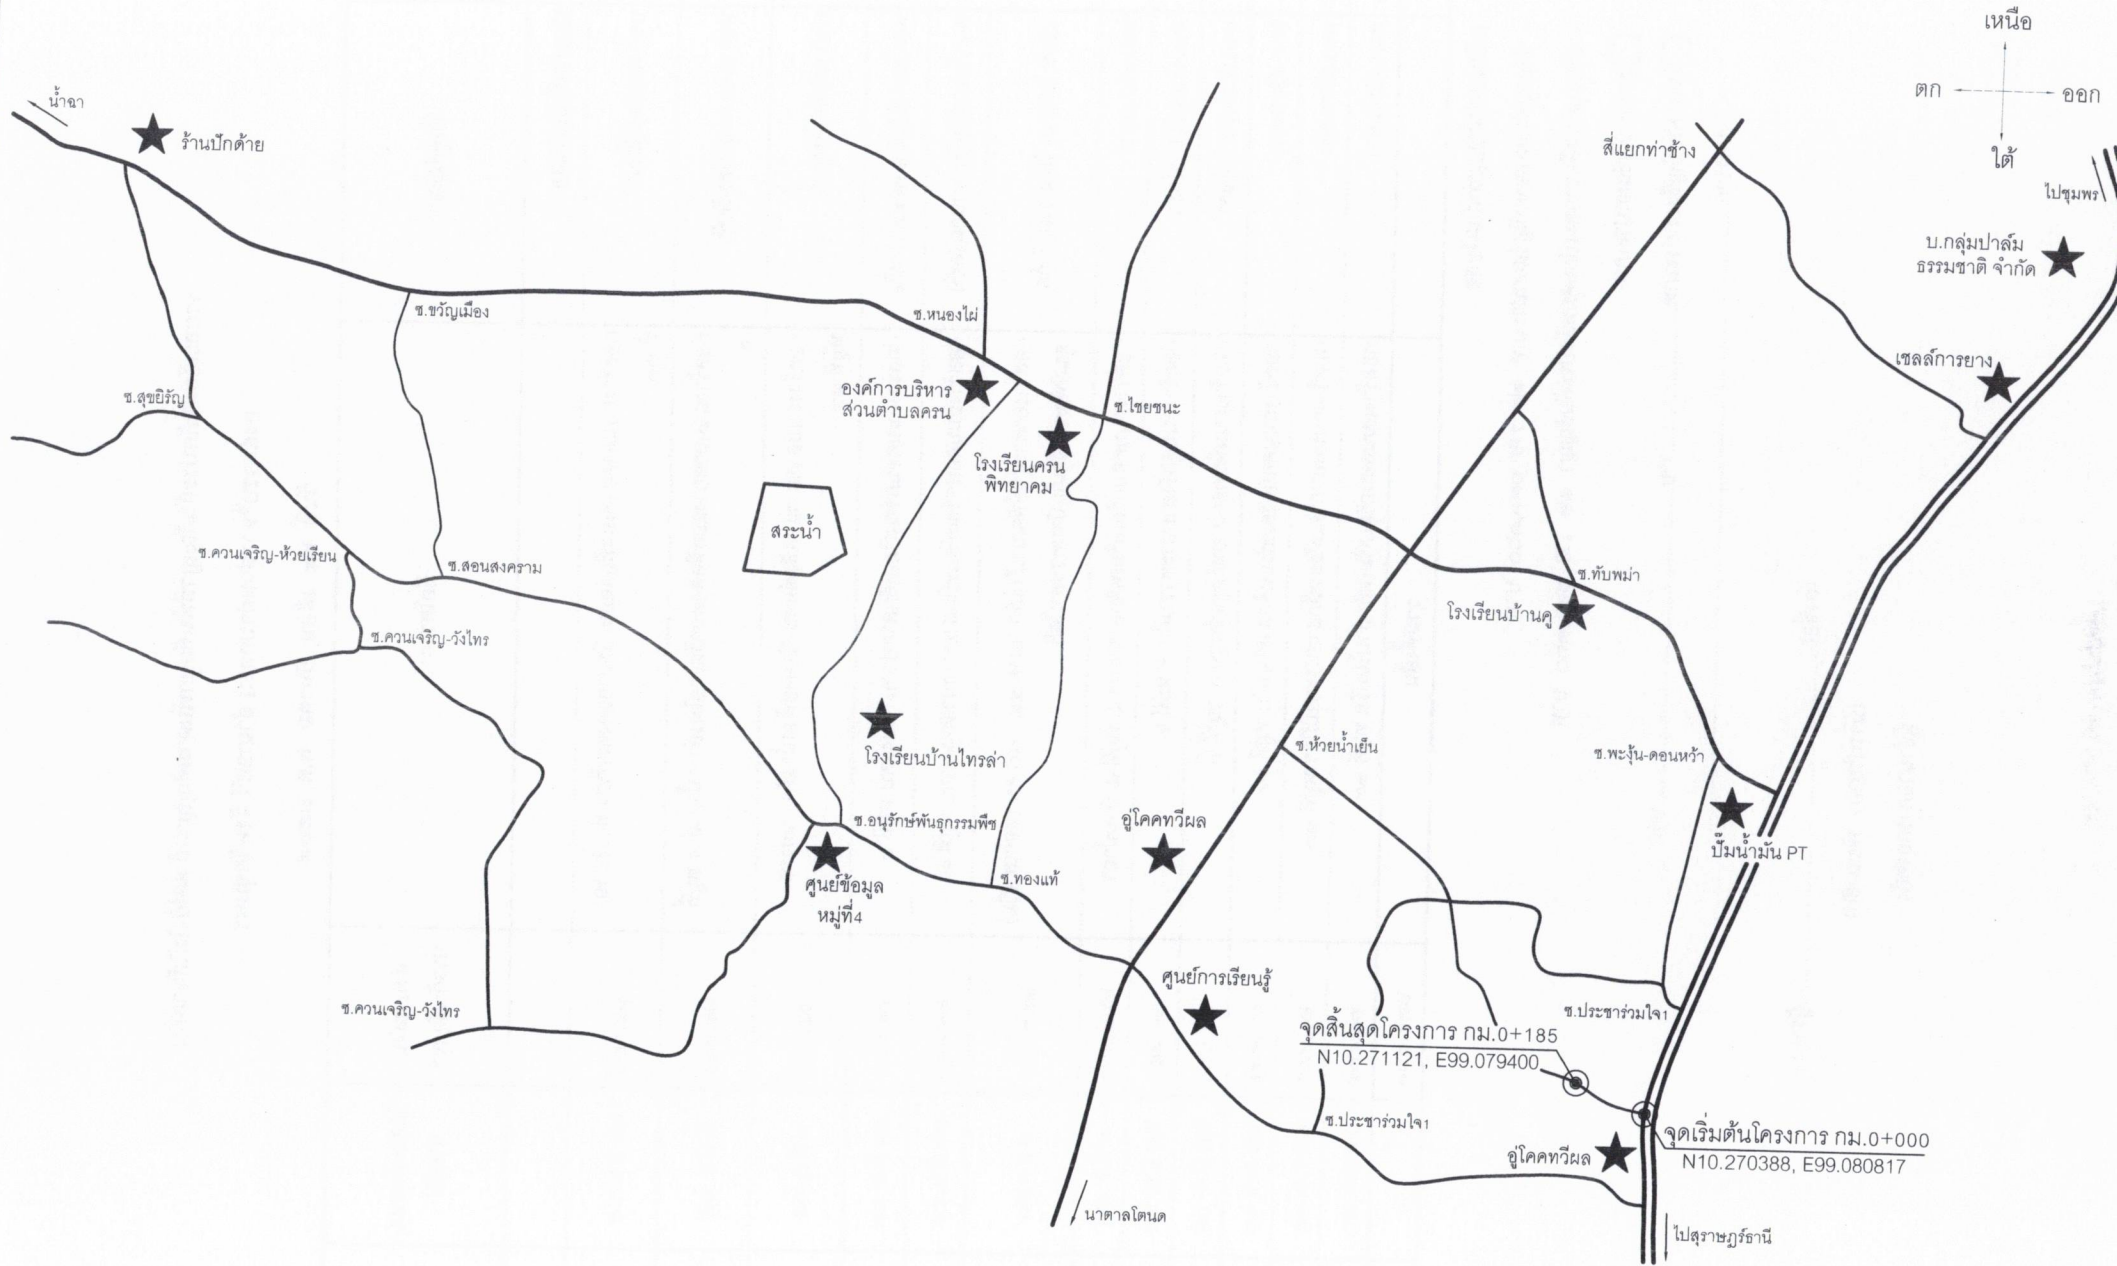 เหนือ
ตก
ออก
ใต้
น้ำฉา
ร้านปักด้าย
สี่แยกท่าช้าง
ไปชุมพร
บ.กลุ่มปาล์ม
ธรรมชาติ จำกัด
ซ.ขวัญเมือง
ซ.หนองไผ่
เชลล์การยาง
ซ.สุขยิรัญ
องค์การบริหาร
ส่วนตำบลครน
ซ.ไชยชนะ
โรงเรียนครน
พิทยาคม
สระน้ำ
ซ.ควนเจริญ-ห้วยเรียน
ซ.สอนสงคราม
ซ.ทับพม่า
โรงเรียนบ้านคู
ซ.ควนเจริญ-วังไทร
ซ.ห้วยน้ำเย็น
ซ.พะงุ้น-ดอนหว้า
โรงเรียนบ้านไทรล่า
ซ.อนุรักษ์พันธุกรรมพืช
อู่โคคทวีผล
ปั๊มน้ำมัน PT
ศูนย์ข้อมูล
หมู่ที่4
ซ.ทองแท้
ศูนย์การเรียนรู้
ซ.ควนเจริญ-วังไทร
ซ.ประชาร่วมใจ1
จุดสิ้นสุดโครงการ กม.0+185
N10.271121, E99.079400
ซ.ประชาร่วมใจ1
จุดเริ่มต้นโครงการ กม.0+000
N10.270388, E99.080817
อู่โคคทวีผล
นาตาลโตนด
ไปสุราษฎร์ธานี